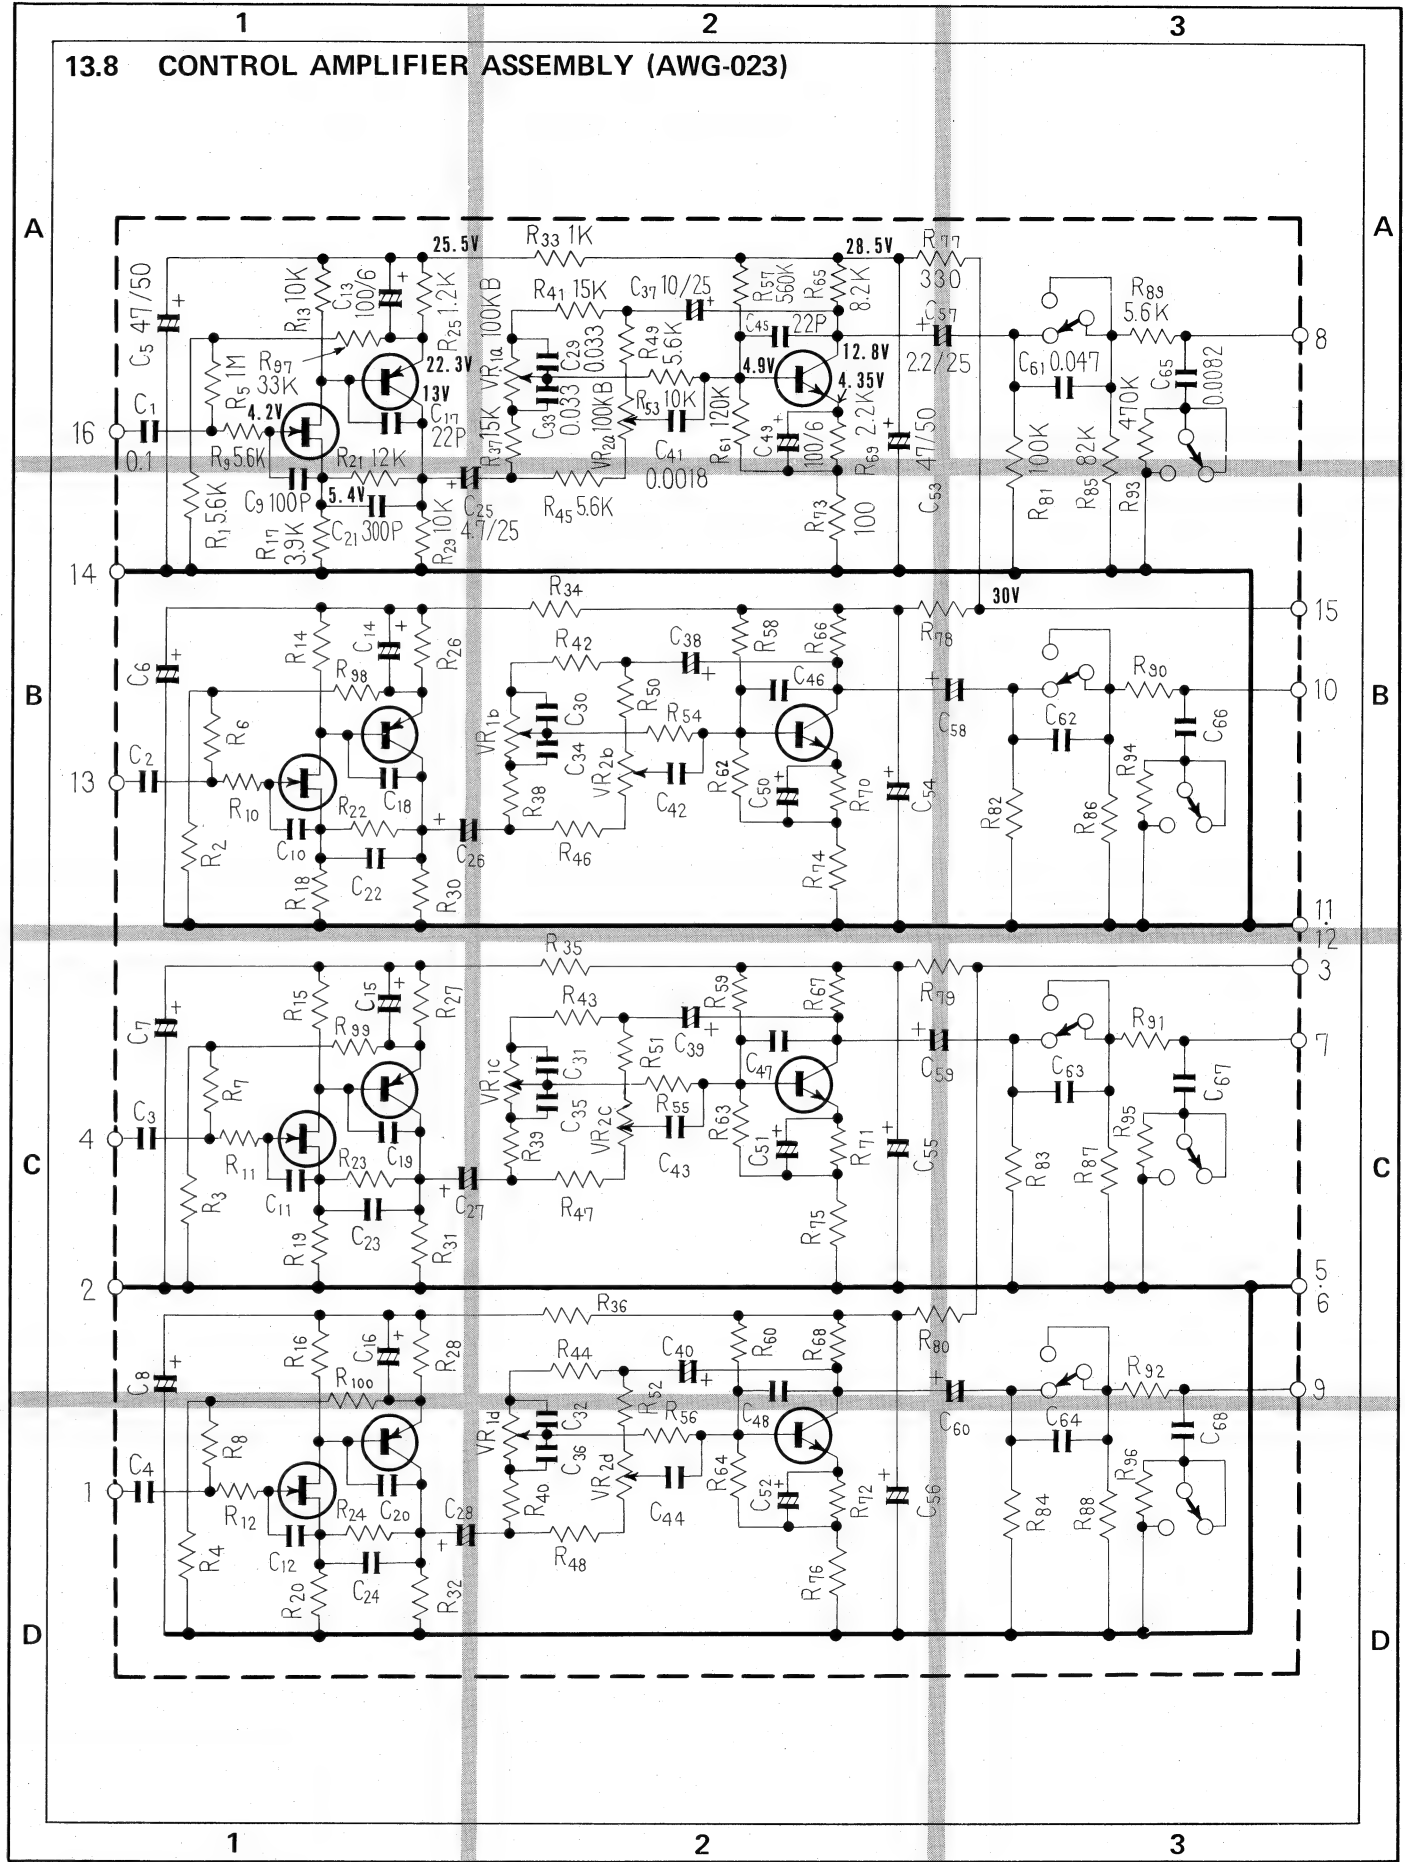 1 2 3
13.8 CONTROL AMPLIFIER ASSEMBLY (AWG-023)
A A
25.5V R33 1K 28.5V R77 330
C5 47/50 R13 10K C13 100/6 R25 1.2K
R41 15K C37 10/25 R57 560K R65 8.2K
R89 5.6K
R97 33K R5 1M 22.3V 13V
VR1a 100KB C29 0.033 R49 5.6K C45 22P C57 2.2/25
8
C33 0.033 R53 10K 4.9V 12.8V 4.35V
C61 0.047 C65 0.0082
C1 0.1 4.2V C17 22P
16
R9 5.6K R21 12K R37 15K VR2a 100KB C41 0.0018
R61 120K C49 100/6 R69 2.2K C53 47/50
R81 100K R85 82K R93 470K
C9 100P 5.4V C25 4.7/25 R45 5.6K R73 100
R1 5.6K R17 3.9K C21 300P R29 10K
14
30V
R34 R78 15
C6 R14 C14 R26 R42 C38 R58 R66
B B
R98 C30 R50 C46 C58 R90 10
R6 VR1b R54 C62 C66
C2 C34 VR2b R94
13
R10 R22 C18 R38 C42 R62 C50 R70 C54 R82 R86
R2 C10 C26 R46 R74
R18 C22 R30
11
12
R35 R79 3
C7 R15 C15 R27 R43 C39 R59 R67
R99 C31 R51 C47 C59 R91 7
R7 VR1c R55 C63 C67
C3 C35 VR2c R95
4
C C
R11 R23 C19 R39 C43 R63 C51 R71 C55 R83 R87
R3 C11 C27 R47 R75
R19 C23 R31
2
5
6
R36 R80
C8 R16 C16 R28 R44 C40 R60 R68
R100 C32 R52 C48 C60 R92 9
R8 VR1d R56 C64 C68
C4 C36 VR2d R96
1
R12 R24 C20 C28 R40 C44 R64 C52 R72 C56 R84 R88
R4 C12 R48 R76
R20 C24 R32
D D
1 2 3